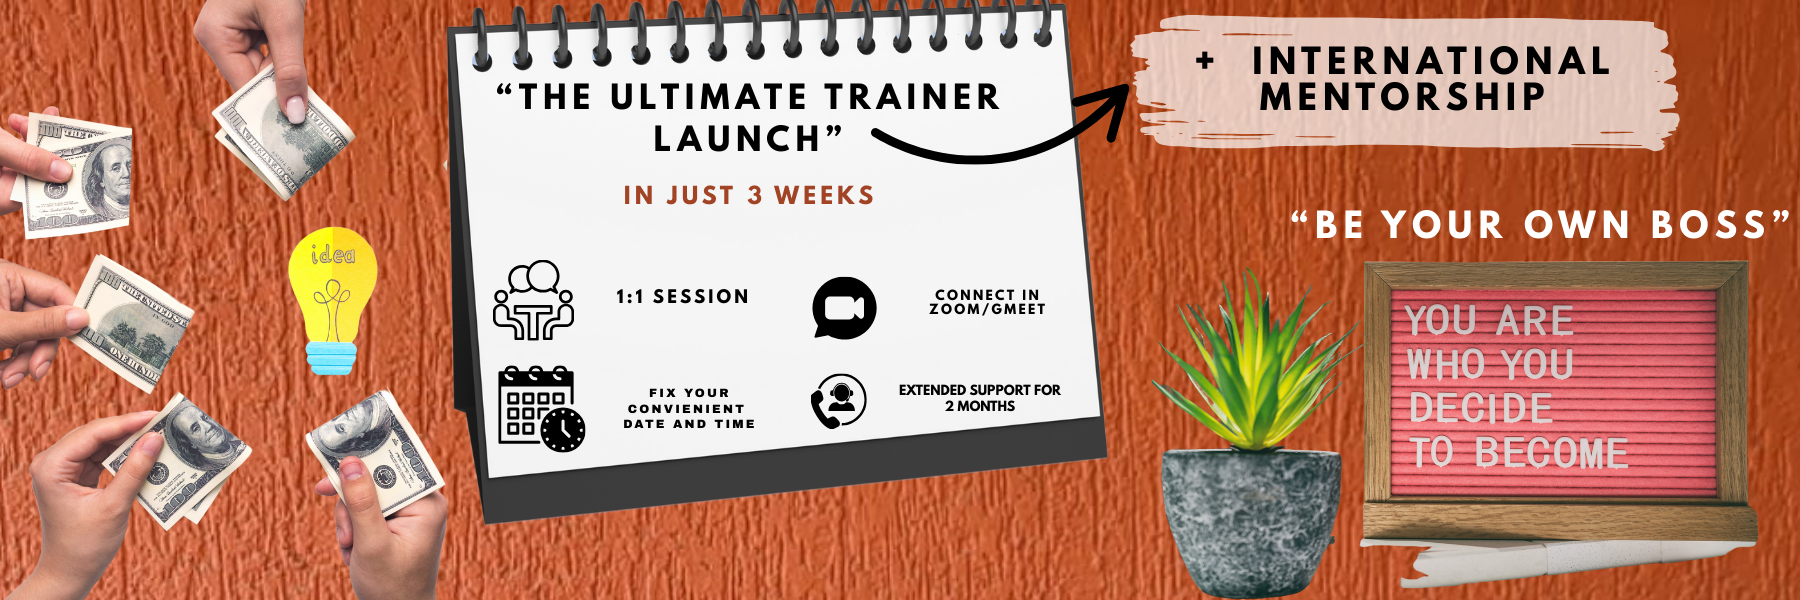 “THE ULTIMATE TRAINER
LAUNCH”
+ INTERNATIONAL
MENTORSHIP
IN JUST 3 WEEKS
“BE YOUR OWN BOSS”
idea
1:1 SESSION
CONNECT IN
ZOOM/GMEET
FIX YOUR
CONVIENIENT
DATE AND TIME
EXTENDED SUPPORT FOR
2 MONTHS
YOU ARE
WHO YOU
DECIDE
TO BECOME